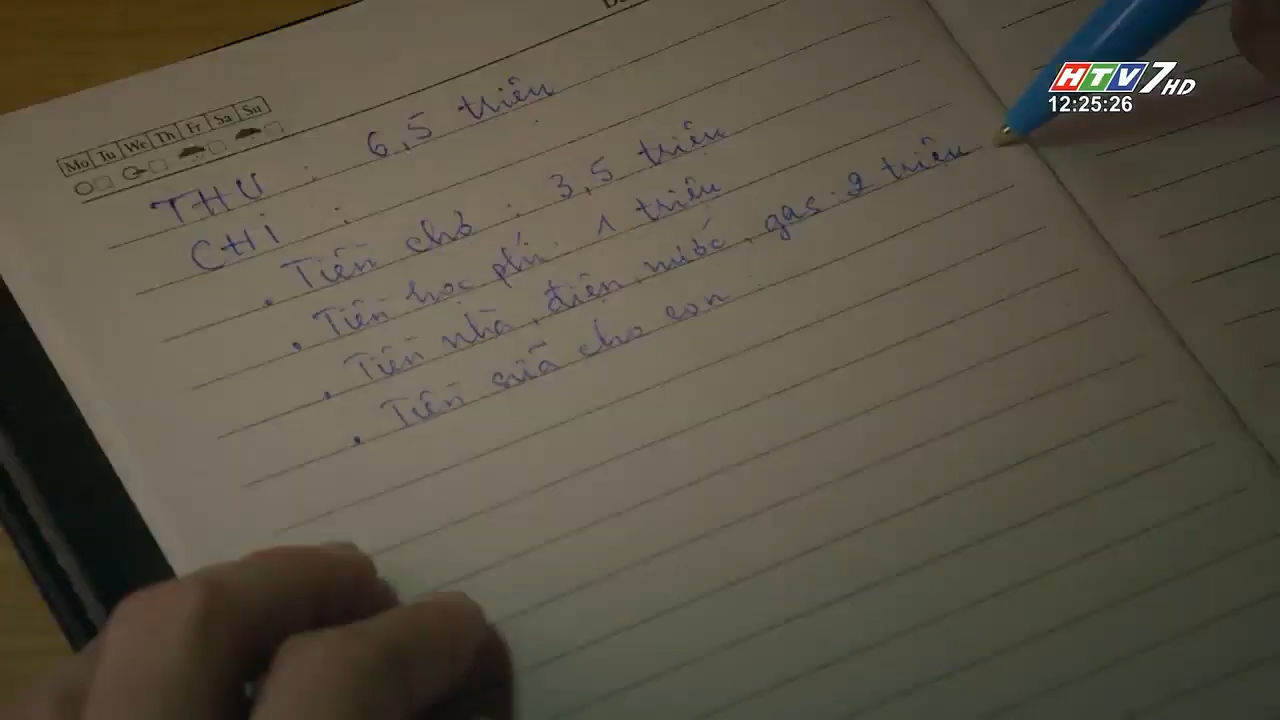 HTV7 HD
12:25:26
Mo Tu We Th Fr Sa Su
THU : 6,5 triệu
CHI :
. Tiền chợ : 3,5 triệu
. Tiền học phí : 1 triệu
. Tiền nhà, điện, nước, gas : 2 triệu
. Tiền sữa cho con